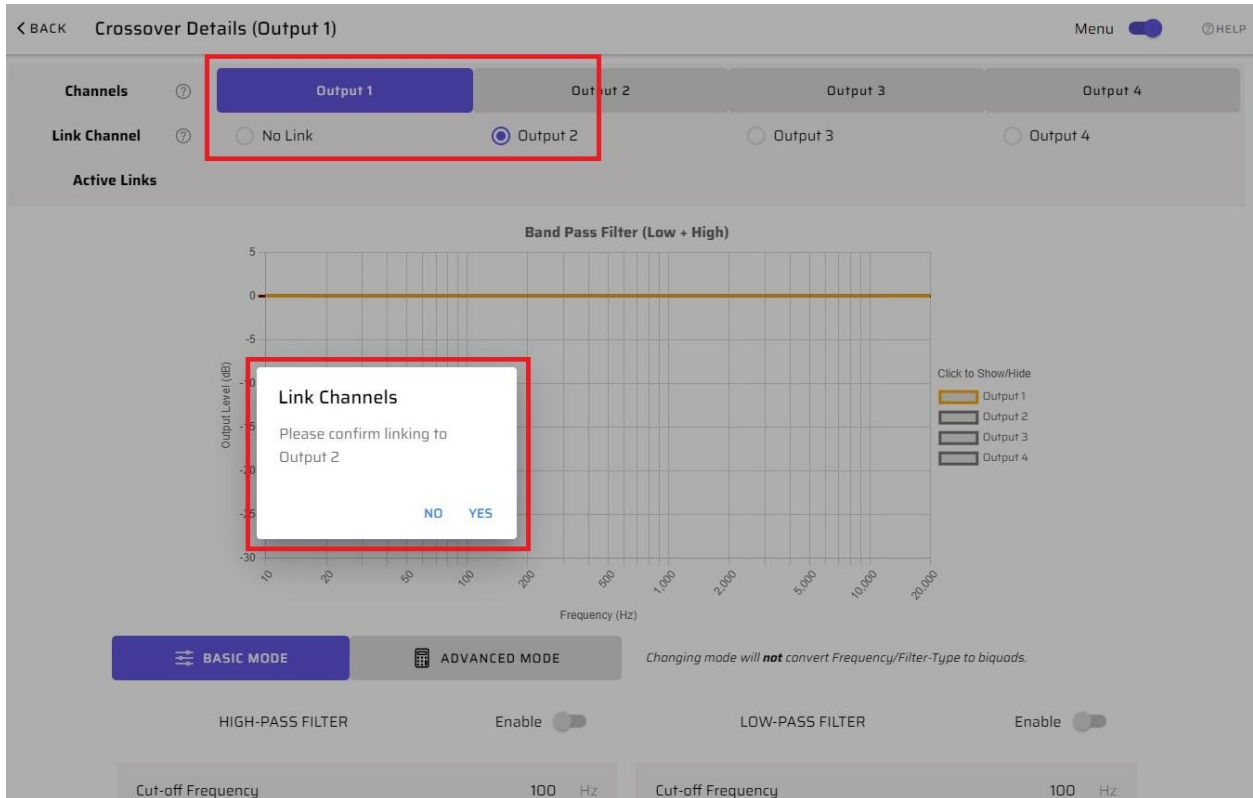 BACK Crossover Details (Output 1) Menu HELP
Channels Output 1 Output 2 Output 3 Output 4
Link Channel No Link Output 2 Output 3 Output 4
Active Links
Band Pass Filter (Low + High)
5
0
-5
-10
-15
-20
-25
-30
Output Level (dB)
Link Channels
Please confirm linking to
Output 2
NO YES
Click to Show/Hide
Output 1
Output 2
Output 3
Output 4
10 20 50 100 200 500 1,000 2,000 5,000 10,000 20,000
Frequency (Hz)
BASIC MODE ADVANCED MODE Changing mode will not convert Frequency/Filter-Type to biquads.
HIGH-PASS FILTER Enable LOW-PASS FILTER Enable
Cut-off Frequency 100 Hz Cut-off Frequency 100 Hz